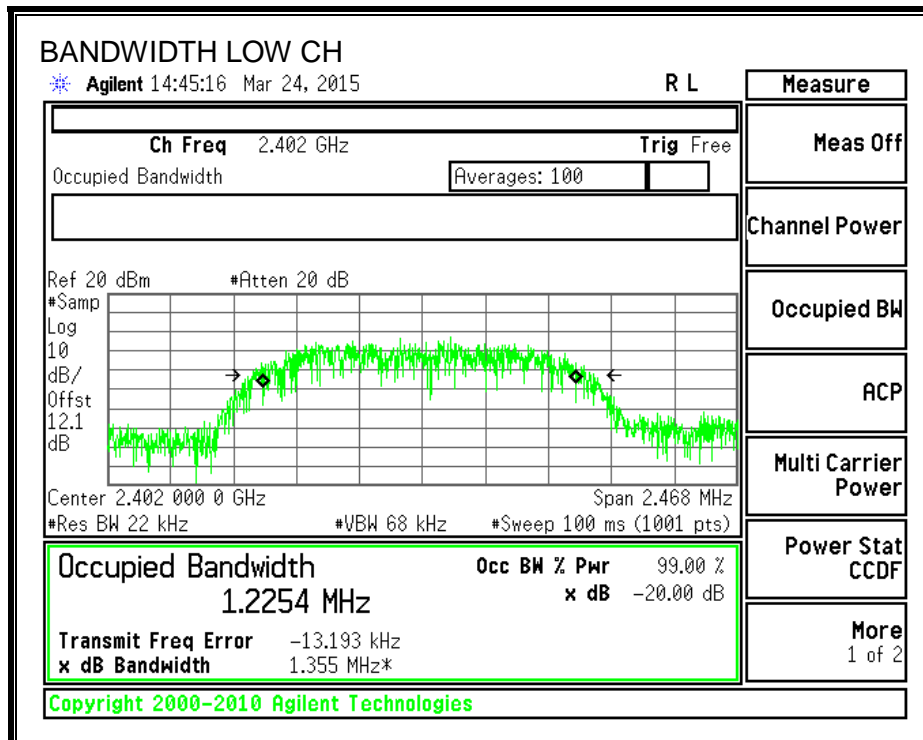 BANDWIDTH LOW CH
Agilent 14:45:16 Mar 24, 2015 R L
Ch Freq 2.402 GHz Trig Free
Occupied Bandwidth Averages: 100
Ref 20 dBm #Atten 20 dB
#Samp
Log
10
dB/
Offst
12.1
dB
Center 2.402 000 0 GHz Span 2.468 MHz
#Res BW 22 kHz #VBW 68 kHz #Sweep 100 ms (1001 pts)
Occupied Bandwidth Occ BW % Pwr 99.00 %
1.2254 MHz x dB -20.00 dB
Transmit Freq Error -13.193 kHz
x dB Bandwidth 1.355 MHz*
Copyright 2000-2010 Agilent Technologies
Measure
Meas Off
Channel Power
Occupied BW
ACP
Multi Carrier
Power
Power Stat
CCDF
More
1 of 2